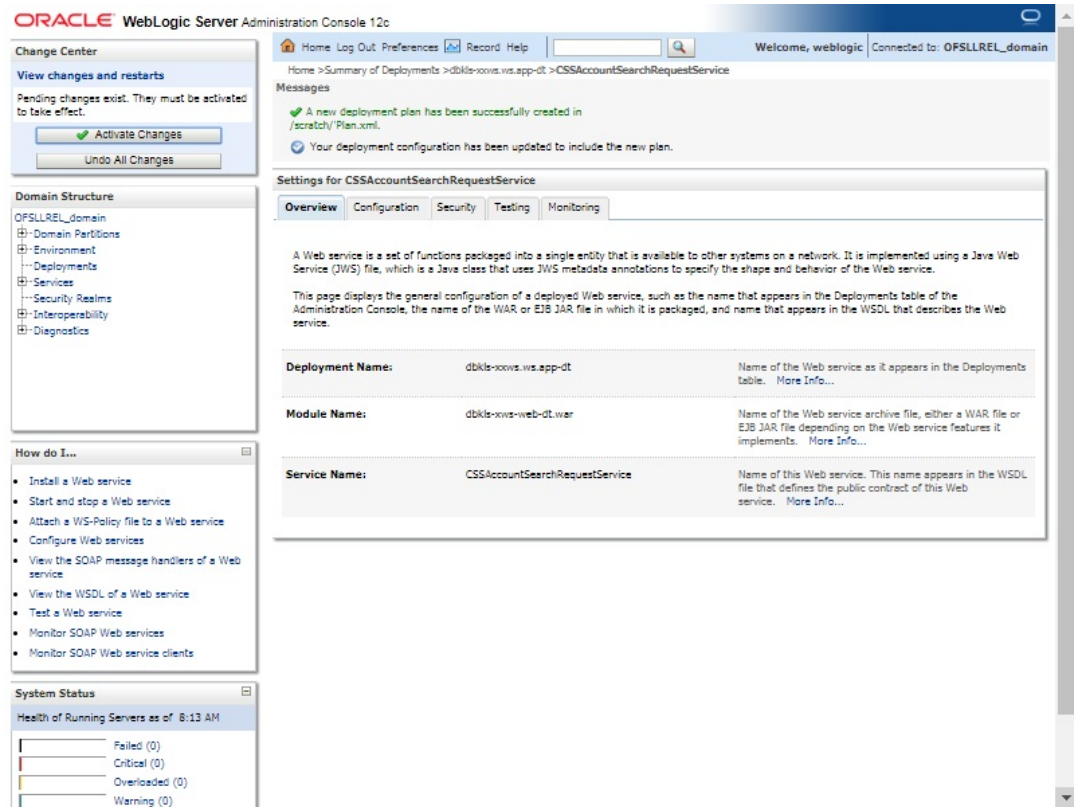 ORACLE WebLogic Server Administration Console 12c
Change Center
View changes and restarts
Pending changes exist. They must be activated
to take effect.
Activate Changes
Undo All Changes
Domain Structure
OFSLLREL_domain
Domain Partitions
Environment
Deployments
Services
Security Realms
Interoperability
Diagnostics
How do I...
Install a Web service
Start and stop a Web service
Attach a WS-Policy file to a Web service
Configure Web services
View the SOAP message handlers of a Web
service
View the WSDL of a Web service
Test a Web service
Monitor SOAP Web services
Monitor SOAP Web service clients
System Status
Health of Running Servers as of 8:13 AM
Failed (0)
Critical (0)
Overloaded (0)
Warning (0)
Home Log Out Preferences Record Help
Welcome, weblogic Connected to: OFSLLREL_domain
Home >Summary of Deployments >dbkls-xxws.ws.app-dt >CSSAccountSearchRequestService
Messages
A new deployment plan has been successfully created in
/scratch/'Plan.xml.
Your deployment configuration has been updated to include the new plan.
Settings for CSSAccountSearchRequestService
Overview Configuration Security Testing Monitoring
A Web service is a set of functions packaged into a single entity that is available to other systems on a network. It is implemented using a Java Web
Service (JWS) file, which is a Java class that uses JWS metadata annotations to specify the shape and behavior of the Web service.
This page displays the general configuration of a deployed Web service, such as the name that appears in the Deployments table of the
Administration Console, the name of the WAR or EJB JAR file in which it is packaged, and name that appears in the WSDL that describes the Web
service.
Deployment Name: dbkls-xxws.ws.app-dt Name of the Web service as it appears in the Deployments
table. More Info...
Module Name: dbkls-xws-web-dt.war Name of the Web service archive file, either a WAR file or
EJB JAR file depending on the Web service features it
implements. More Info...
Service Name: CSSAccountSearchRequestService Name of this Web service. This name appears in the WSDL
file that defines the public contract of this Web
service. More Info...